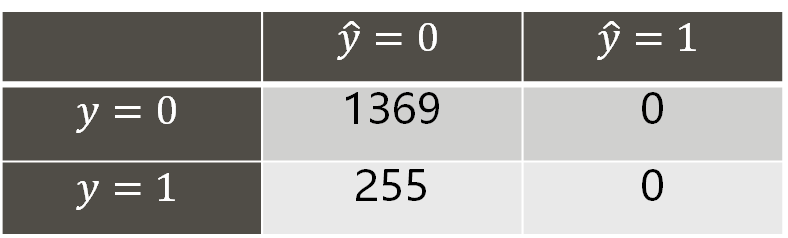 ŷ = 0 ŷ = 1
y = 0 1369 0
y = 1 255 0